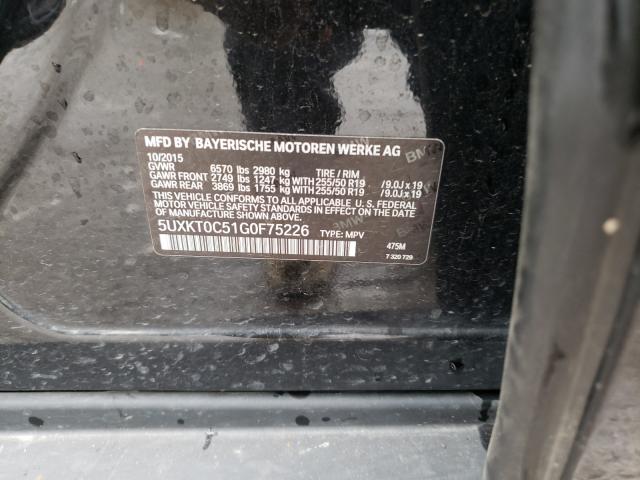 MFD BY BAYERISCHE MOTOREN WERKE AG
10/2015
GVWR 6570 lbs 2980 kg TIRE / RIM
GAWR FRONT 2749 lbs 1247 kg WITH 255/50 R19 /9.0J x 19
GAWR REAR 3869 lbs 1755 kg WITH 255/50 R19 /9.0J x 19
THIS VEHICLE CONFORMS TO ALL APPLICABLE U. S. FEDERAL
MOTOR VEHICLE SAFETY STANDARDS IN EFFECT ON THE
DATE OF MANUFACTURE SHOWN ABOVE.
5UXKT0C51G0F75226 TYPE: MPV
475M
7 320 729
BMW
BMW
BMW